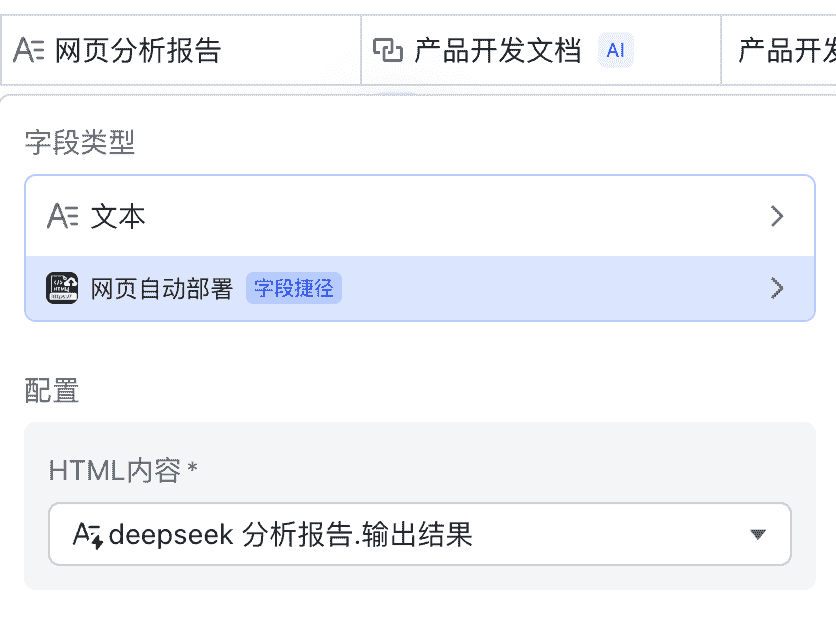 网页分析报告 产品开发文档 AI 产品开发
字段类型
文本
网页自动部署 字段捷径
配置
HTML内容 *
deepseek 分析报告.输出结果